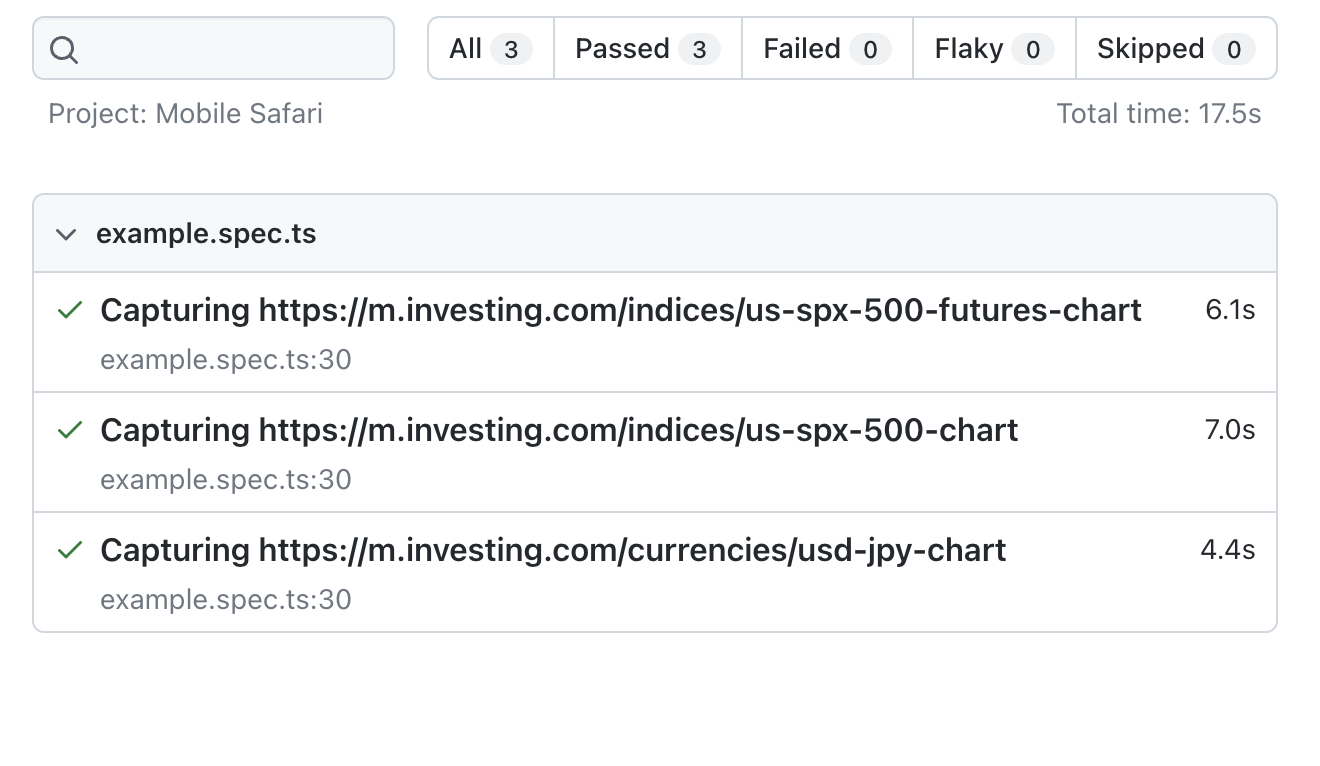 All 3 Passed 3 Failed 0 Flaky 0 Skipped 0
Project: Mobile Safari Total time: 17.5s
example.spec.ts
Capturing https://m.investing.com/indices/us-spx-500-futures-chart 6.1s
example.spec.ts:30
Capturing https://m.investing.com/indices/us-spx-500-chart 7.0s
example.spec.ts:30
Capturing https://m.investing.com/currencies/usd-jpy-chart 4.4s
example.spec.ts:30